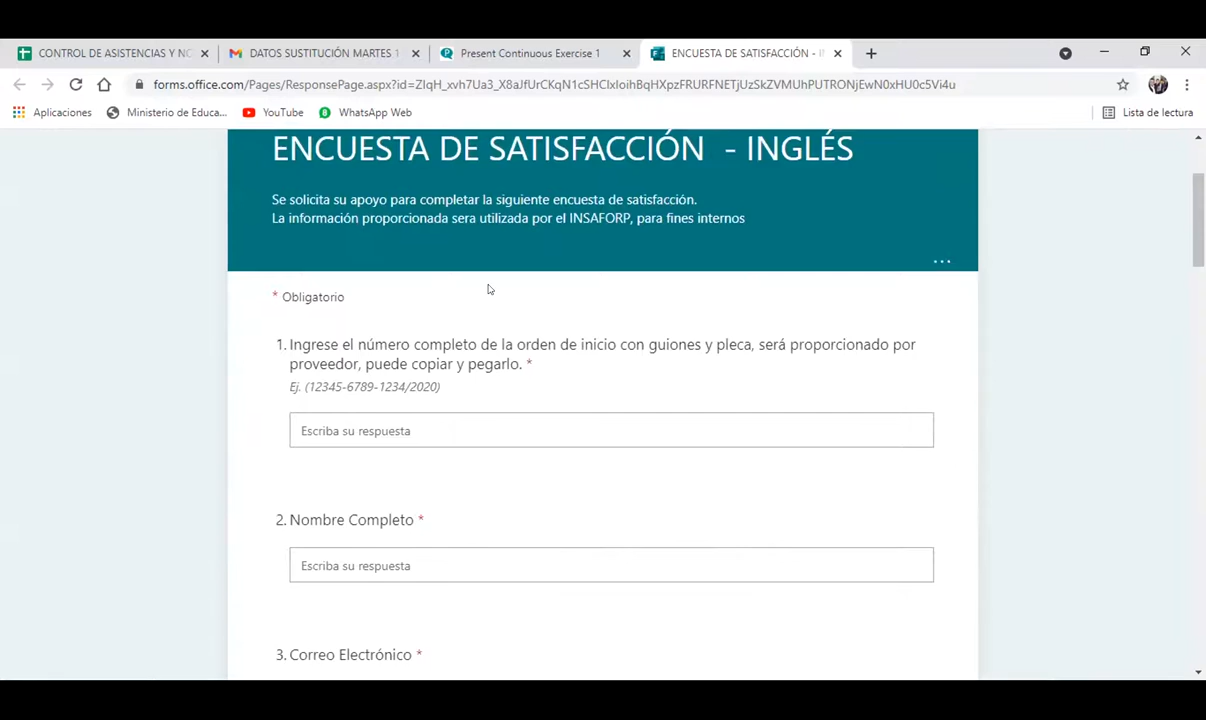 CONTROL DE ASISTENCIAS Y NO
DATOS SUSTITUCIÓN MARTES 1
Present Continuous Exercise 1
ENCUESTA DE SATISFACCIÓN - I
forms.office.com/Pages/ResponsePage.aspx?id=ZIqH_xvh7Ua3_X8aJfUrCKqN1cSHCIxIoihBqHXpzFRURFNETjUzSkZVMUhPUTRONjEwN0xHU0c5Vi4u
Aplicaciones
Ministerio de Educa...
YouTube
WhatsApp Web
Lista de lectura
ENCUESTA DE SATISFACCIÓN - INGLÉS
Se solicita su apoyo para completar la siguiente encuesta de satisfacción.
La información proporcionada sera utilizada por el INSAFORP, para fines internos
...
* Obligatorio
1. Ingrese el número completo de la orden de inicio con guiones y pleca, será proporcionado por
proveedor, puede copiar y pegarlo. *
Ej. (12345-6789-1234/2020)
Escriba su respuesta
2. Nombre Completo *
Escriba su respuesta
3. Correo Electrónico *